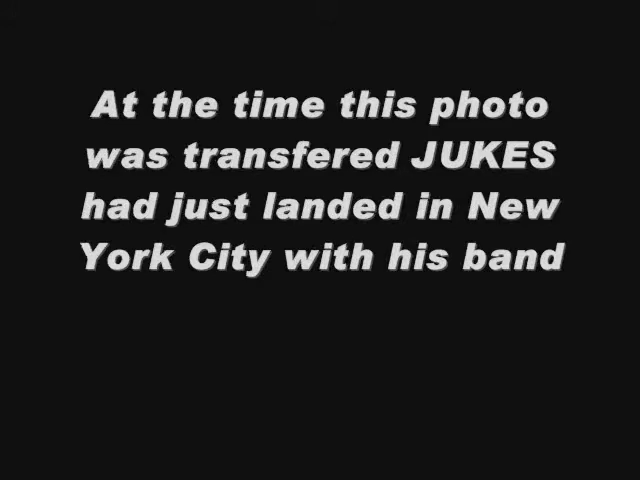 At the time this photo
was transfered JUKES
had just landed in New
York City with his band